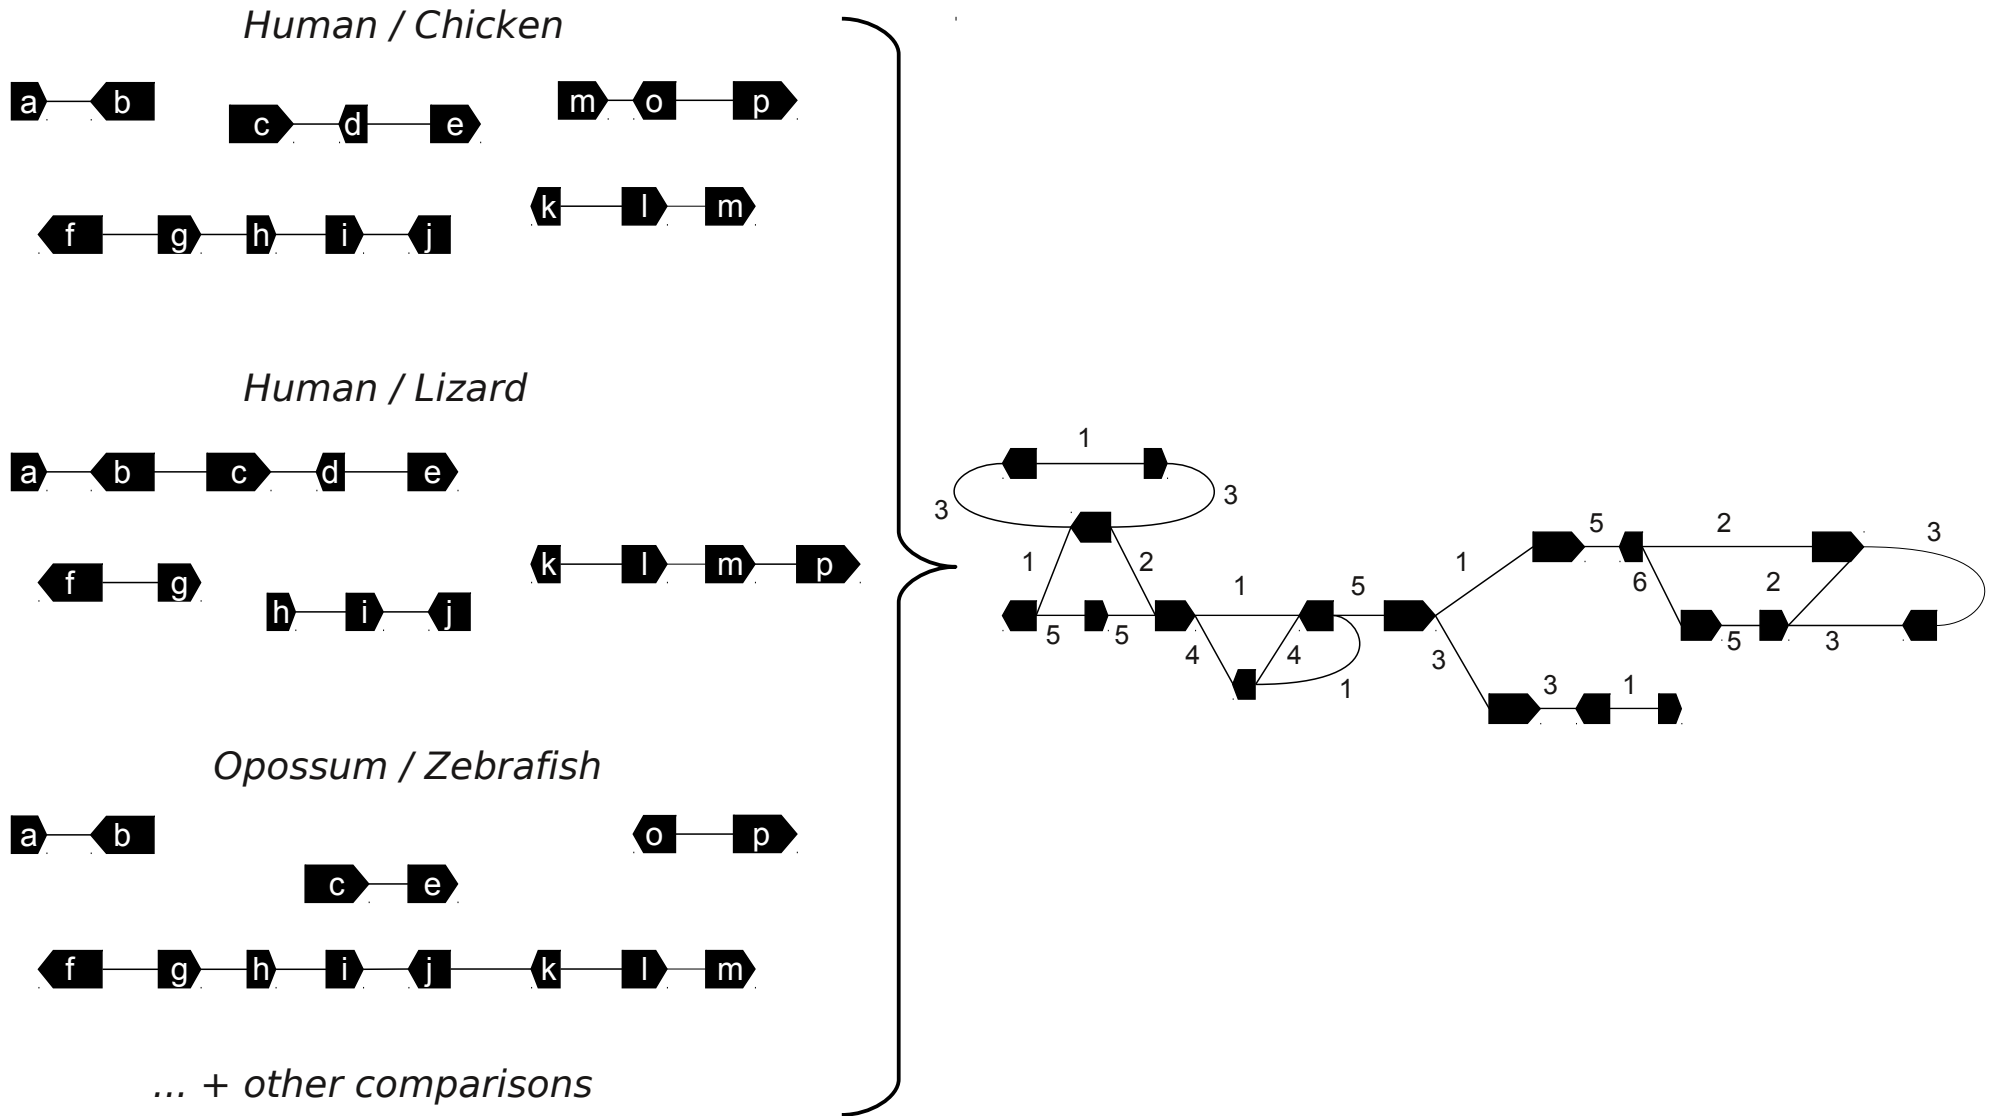 Human / Chicken
a b
c d e
m o p
f g h i j
k l m
Human / Lizard
a b c d e
f g
h i j
k l m p
Opossum / Zebrafish
a b
c e
o p
f g h i j k l m
... + other comparisons
1
3 3
1 2
5 5
1 5
4 4
1
1
3
5 2 3
6 2
5 3
3 1